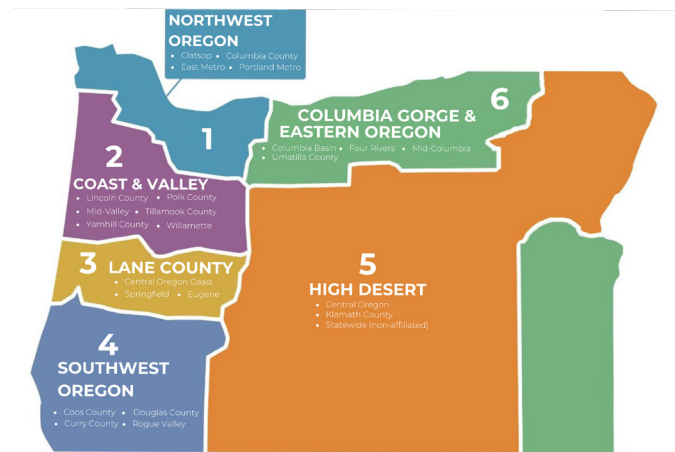 NORTHWEST
OREGON
• Clatsop • Columbia County
• East Metro • Portland Metro
1
2
COAST & VALLEY
• Lincoln County • Polk County
• Mid-Valley • Tillamook County
• Yamhill County • Willamette
3 LANE COUNTY
• Central Oregon Coast
• Springfield • Eugene
4
SOUTHWEST
OREGON
• Coos County • Douglas County
• Curry County • Rogue Valley
5
HIGH DESERT
• Central Oregon
• Klamath County
• Statewide (non-affiliated)
6
COLUMBIA GORGE &
EASTERN OREGON
• Columbia Basin • Four Rivers • Mid-Columbia
• Umatilla County